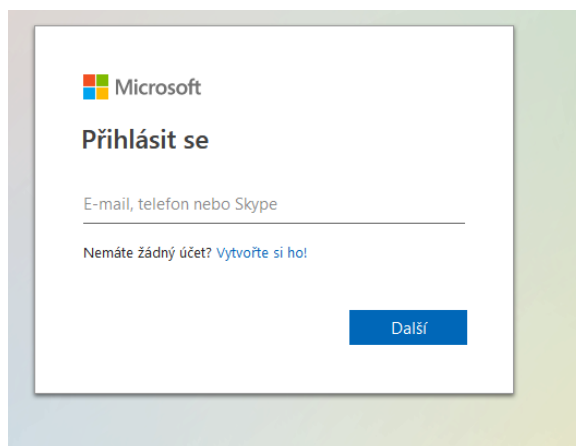 Microsoft
Přihlásit se
E-mail, telefon nebo Skype
Nemáte žádný účet? Vytvořte si ho!
Další